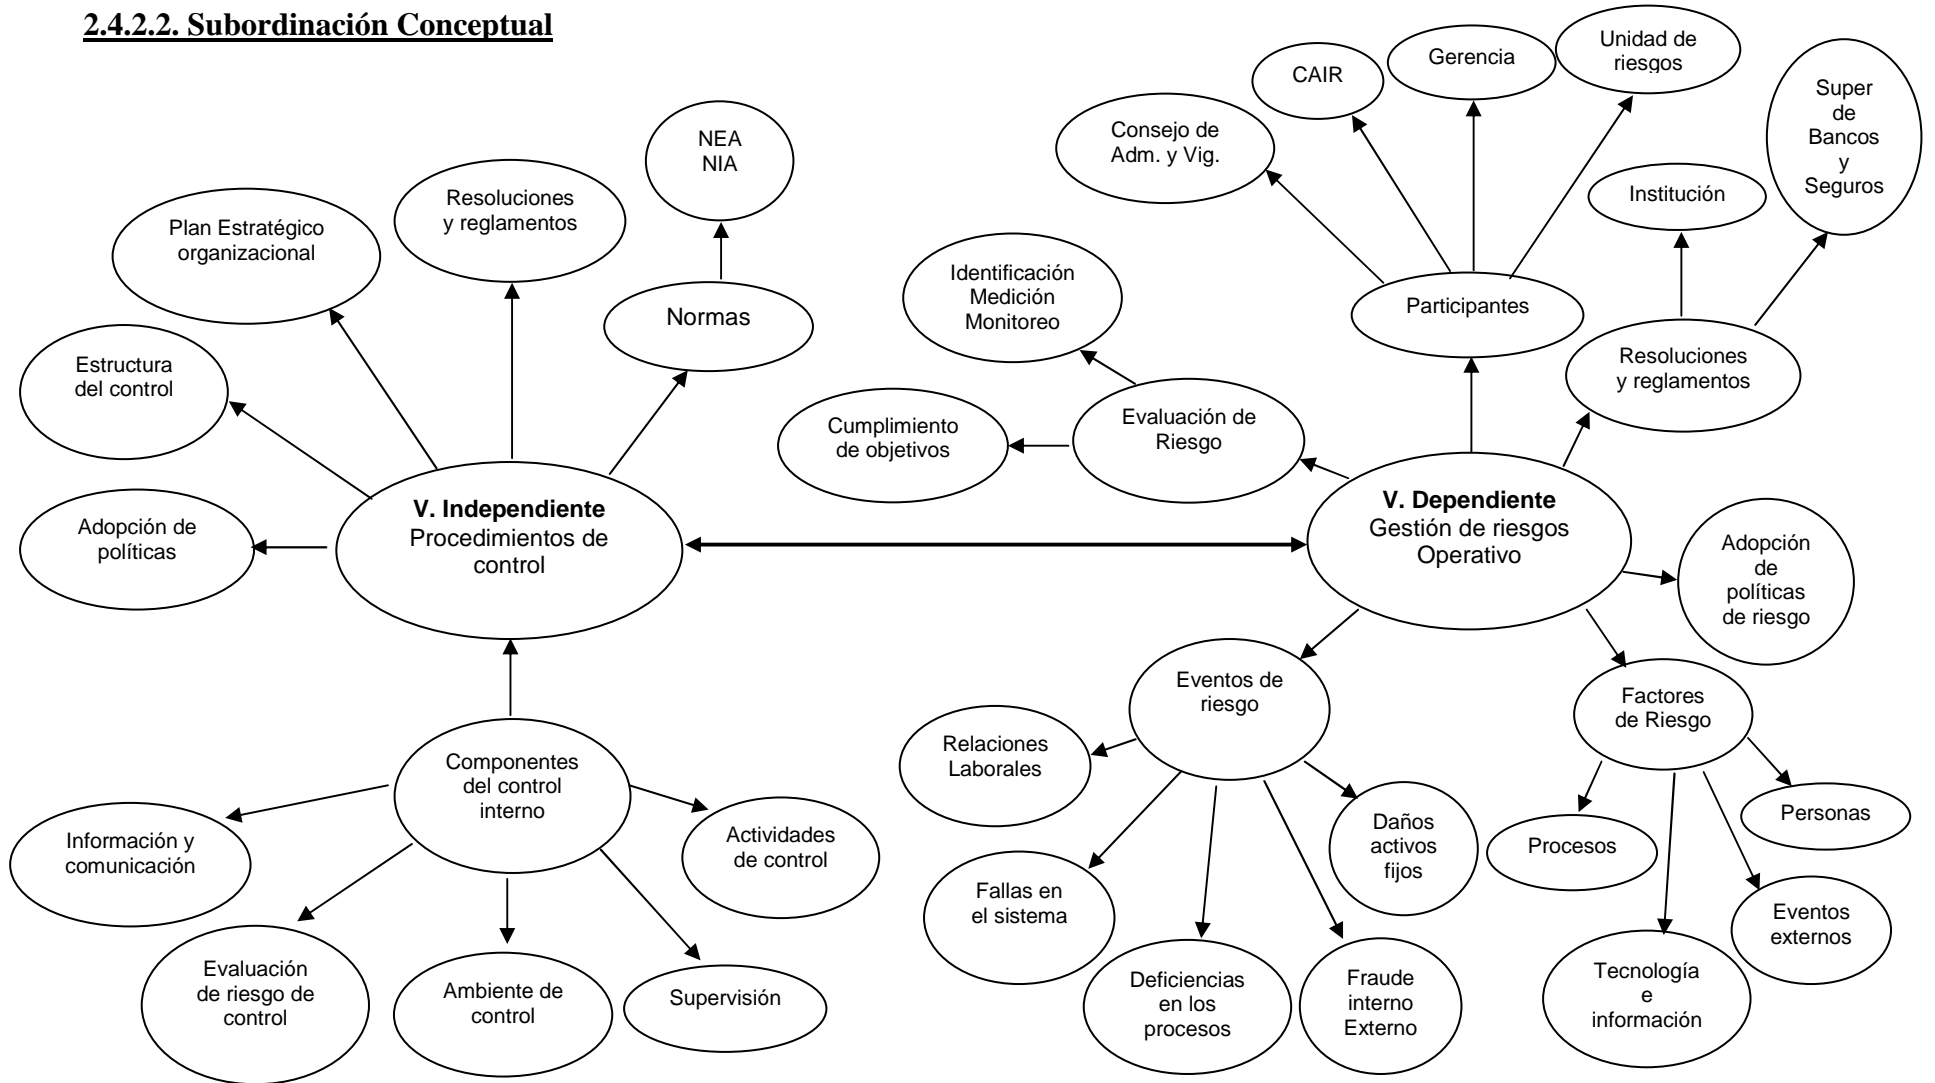 2.4.2.2. Subordinación Conceptual
NEA
NIA
Resoluciones
y reglamentos
Plan Estratégico
organizacional
Normas
Estructura
del control
Adopción de
políticas
V. Independiente
Procedimientos de
control
Componentes
del control
interno
Información y
comunicación
Evaluación
de riesgo de
control
Ambiente de
control
Supervisión
Actividades
de control
Consejo de
Adm. y Vig.
CAIR
Gerencia
Unidad de
riesgos
Super
de
Bancos
y
Seguros
Institución
Identificación
Medición
Monitoreo
Participantes
Resoluciones
y reglamentos
Cumplimiento
de objetivos
Evaluación de
Riesgo
V. Dependiente
Gestión de riesgos
Operativo
Adopción
de
políticas
de riesgo
Eventos de
riesgo
Factores
de Riesgo
Relaciones
Laborales
Fallas en
el sistema
Deficiencias
en los
procesos
Fraude
interno
Externo
Daños
activos
fijos
Procesos
Personas
Tecnología
e
información
Eventos
externos